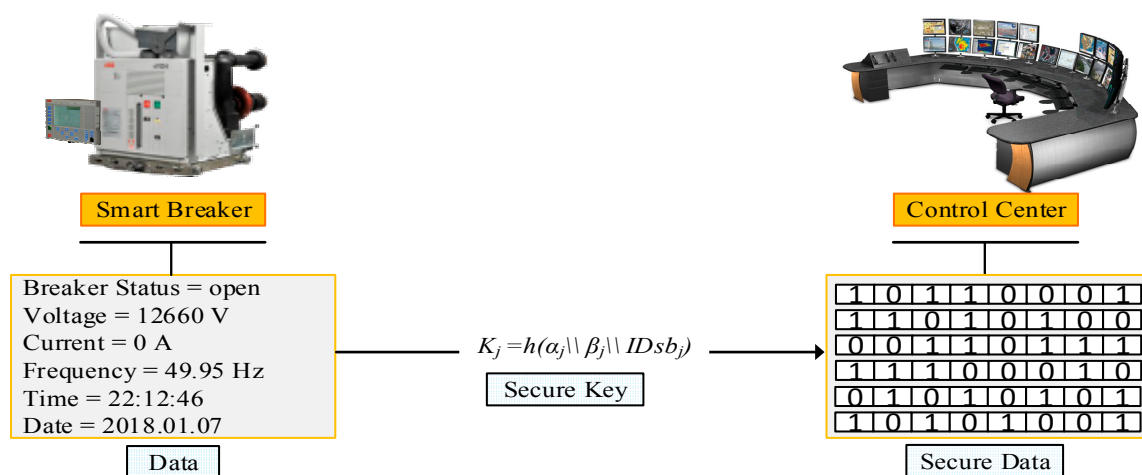 Smart Breaker
Control Center
Breaker Status = open
Voltage = 12660 V
Current = 0 A
Frequency = 49.95 Hz
Time = 22:12:46
Date = 2018.01.07
Data
K_j =h(α_j\\ β_j\\ IDsb_j)
Secure Key
1 0 1 1 0 0 0 1
1 1 0 1 0 1 0 0
0 0 1 1 0 1 1 1
1 1 1 0 0 0 1 0
0 1 0 1 0 1 0 1
1 0 1 0 1 0 0 1
Secure Data